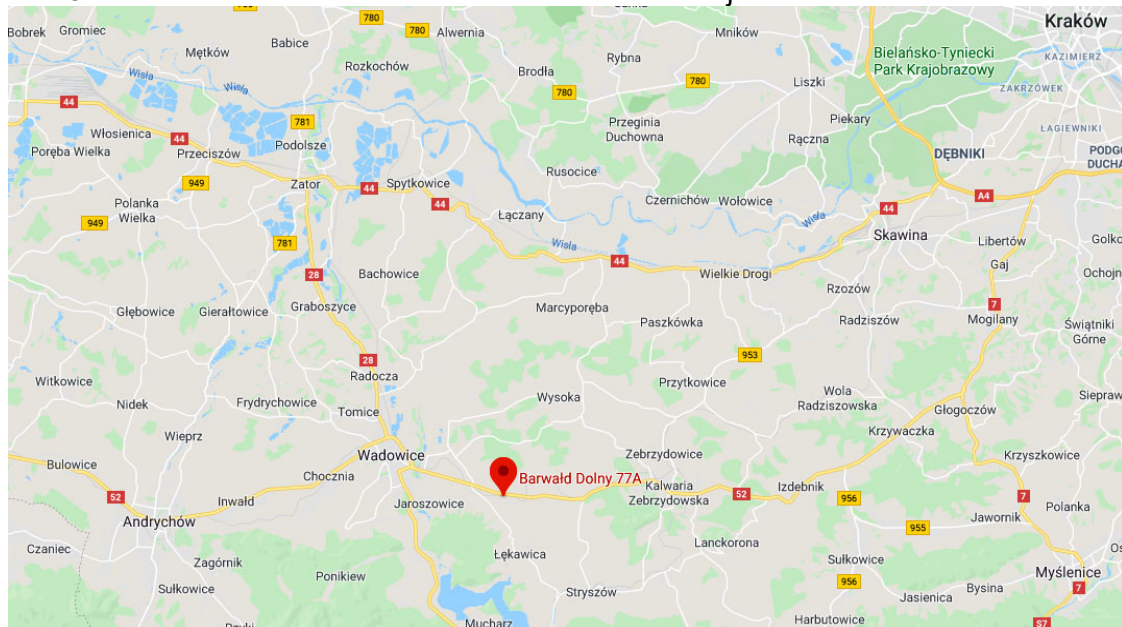 780
Kraków
Bobrek
Gromiec
780
780
Alwernia
Mników
Babice
Mętków
Rybna
Bielańsko-Tyniecki
Park Krajobrazowy
KAZIMIERZ
Rozkochów
Brodła
780
Liszki
Wisła
780
ZAKRZÓWEK
44
Wisła
Włosienica
44
781
Podolsze
Przeginia
Duchowna
Piekary
ŁAGIEWNIKI
Poręba Wielka
Przeciszów
Rączna
DĘBNIKI
949
Zator
44
Spytkowice
Rusocice
Polanka
Wielka
44
Czernichów
Wołowice
A4
949
Łączany
Wisła
44
781
Wisła
Skawina
Libertów
28
Bachowice
44
Wielkie Drogi
Gaj
Rzozów
Głębowice
Gierałtowice
Graboszyce
Marcyporęba
7
Paszkówka
Radziszów
Mogilany
Świątniki
Górne
28
953
Witkowice
Radocza
Przytkowice
Nidek
Frydrychowice
Tomice
Wysoka
Wola
Radziszowska
Głogoczów
Wieprz
Krzywaczka
Bulowice
Wadowice
Zebrzydowice
Krzyszkowice
Chocznia
Barwałd Dolny 77A
Kalwaria
Zebrzydowska
Izdebnik
52
Inwałd
Jaroszowice
52
956
7
Polanka
Andrychów
Jawornik
955
Lanckorona
Czaniec
Łękawica
Zagórnik
Sułkowice
Myślenice
Ponikiew
956
Sułkowice
Stryszów
Jasienica
Bysina
7
Mucharz
Harbutowice
S7